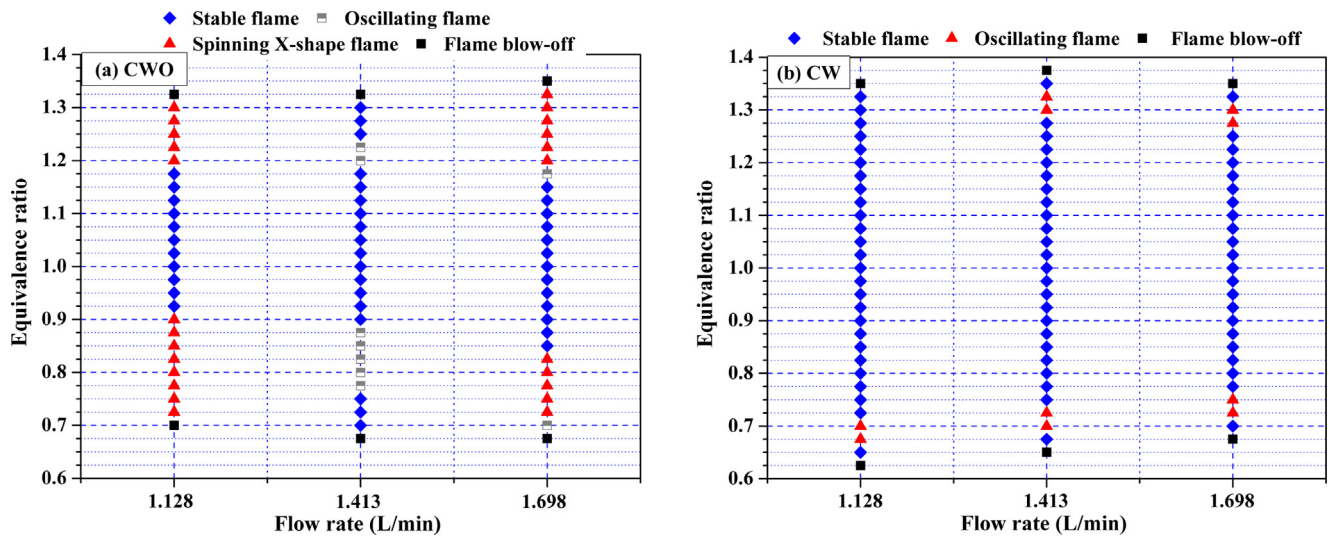 Stable flame Oscillating flame
Spinning X-shape flame Flame blow-off
(a) CWO
1.4
1.3
1.2
1.1
1.0
0.9
0.8
0.7
0.6
Equivalence ratio
1.128 1.413 1.698
Flow rate (L/min)
Stable flame Oscillating flame Flame blow-off
(b) CW
1.4
1.3
1.2
1.1
1.0
0.9
0.8
0.7
0.6
Equivalence ratio
1.128 1.413 1.698
Flow rate (L/min)